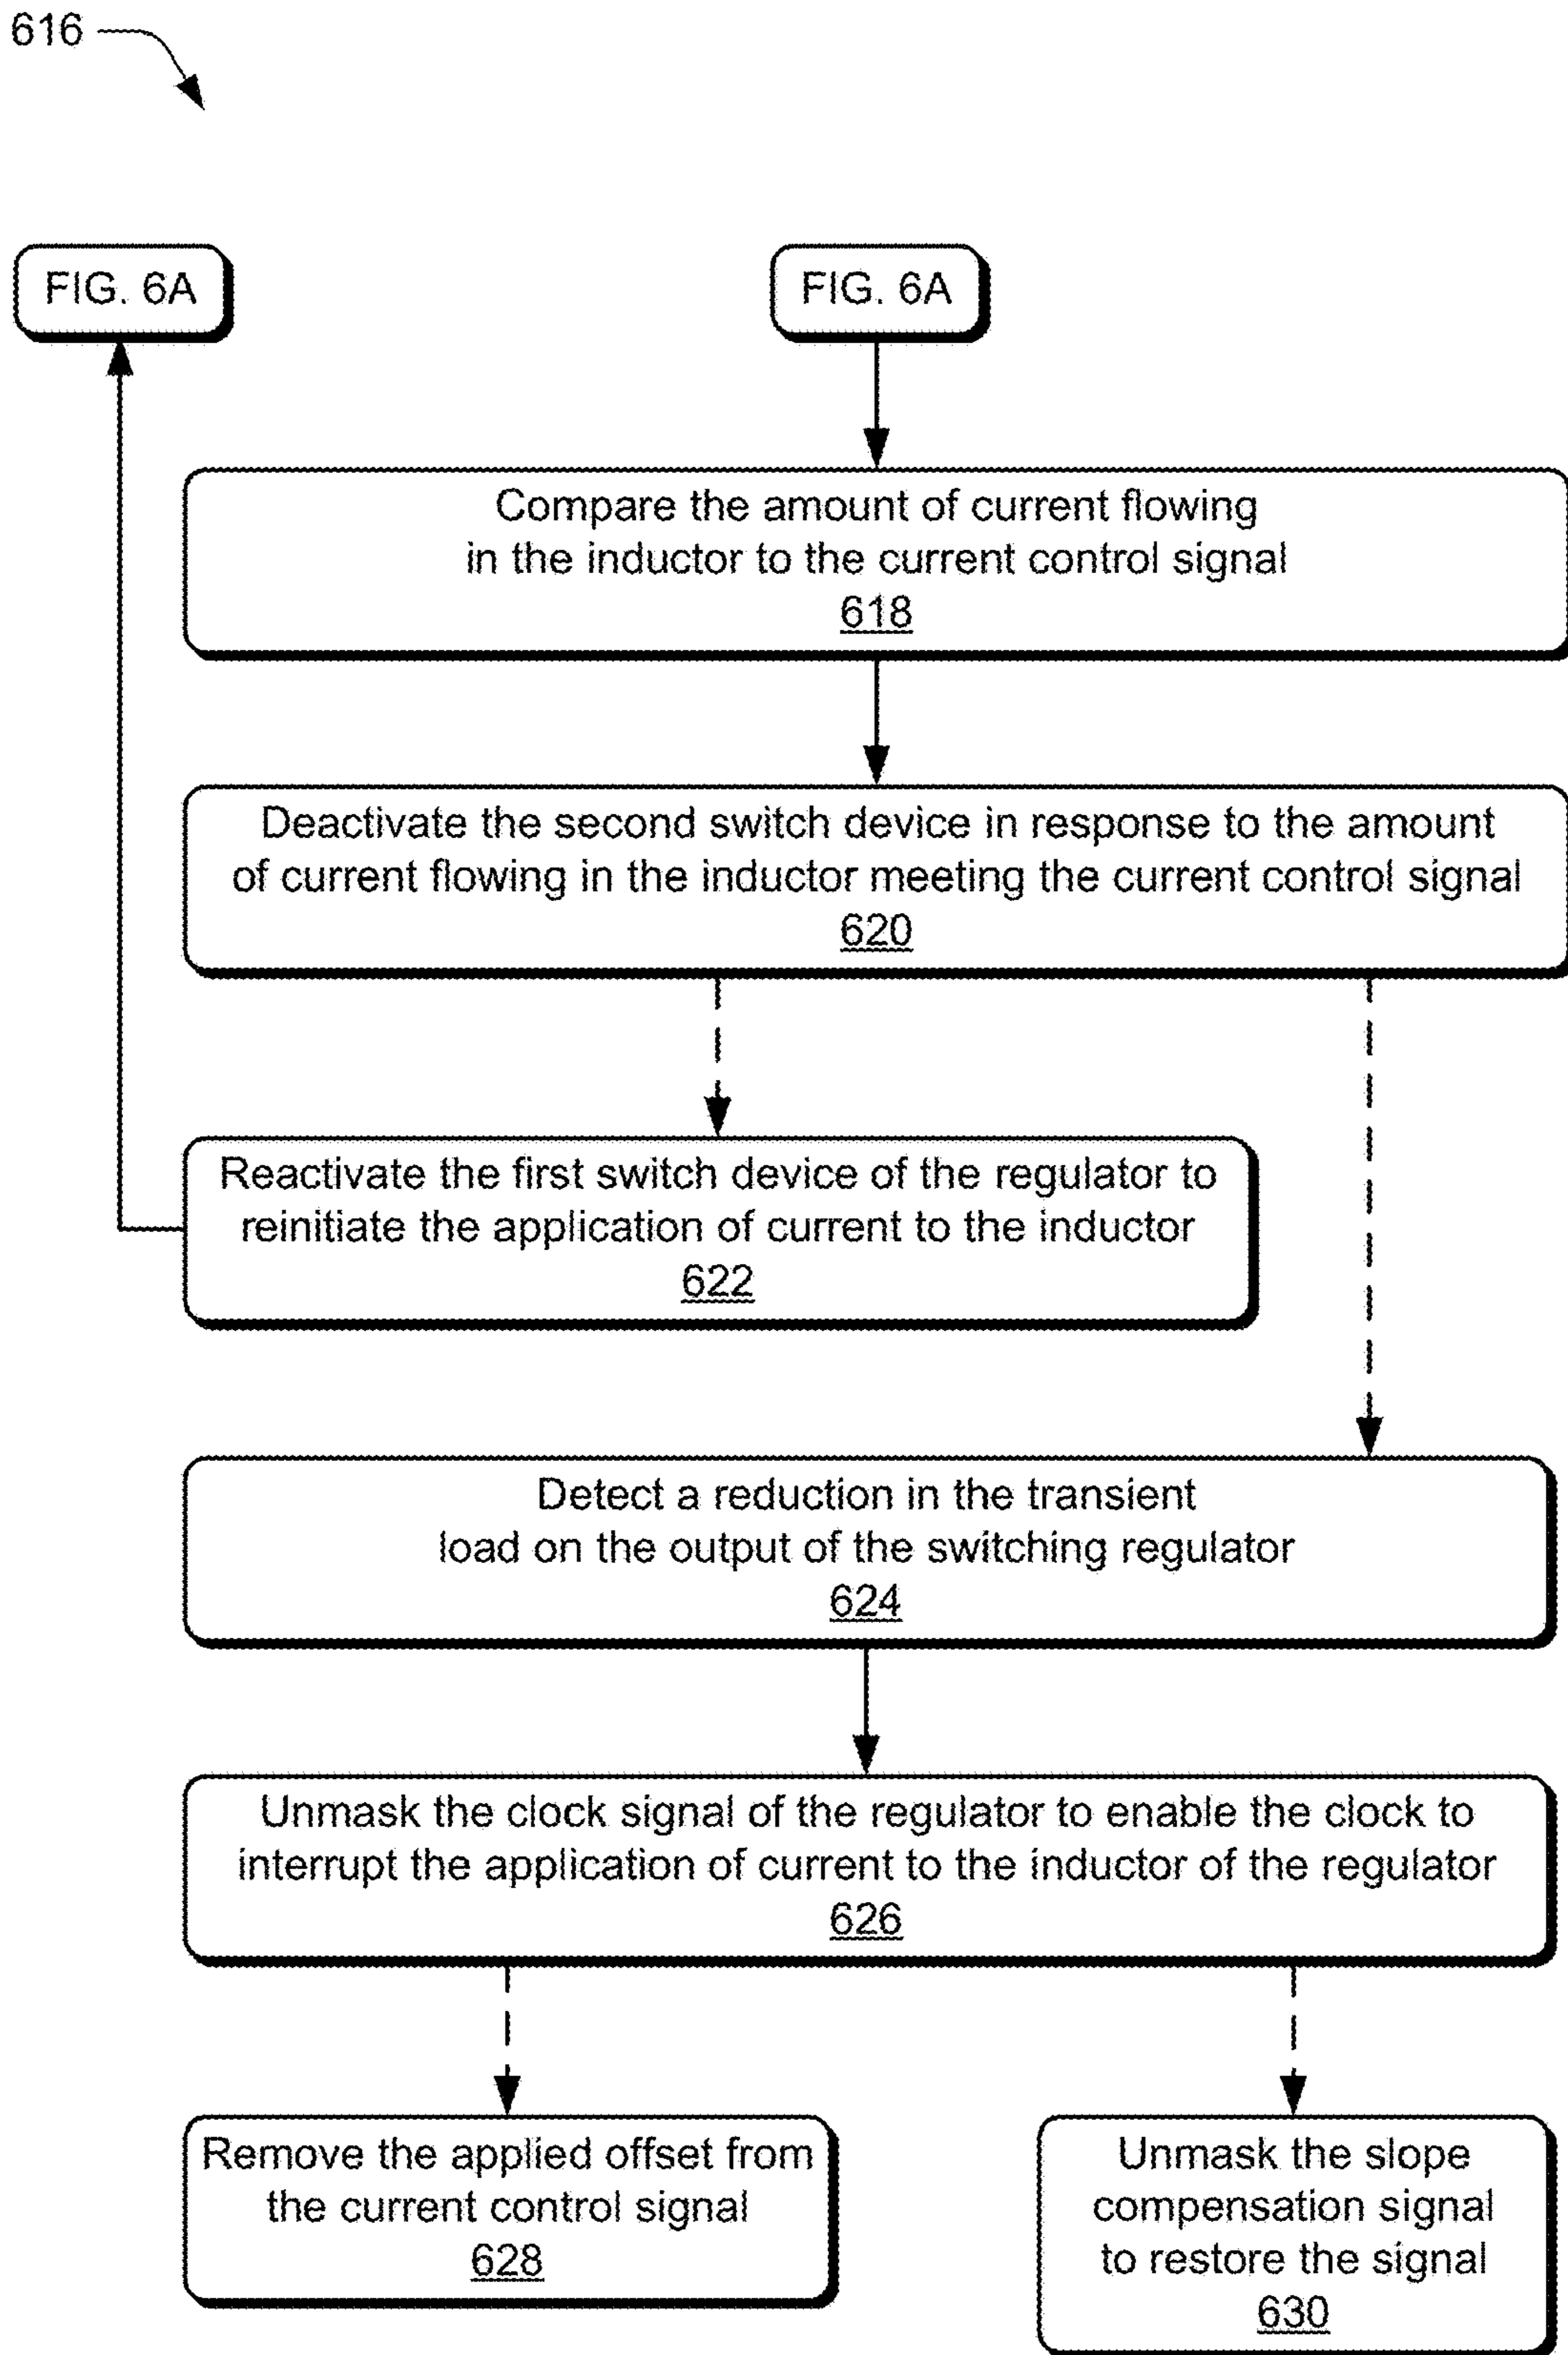 616
FIG. 6A
FIG. 6A
Compare the amount of current flowing
in the inductor to the current control signal
618
Deactivate the second switch device in response to the amount
of current flowing in the inductor meeting the current control signal
620
Reactivate the first switch device of the regulator to
reinitiate the application of current to the inductor
622
Detect a reduction in the transient
load on the output of the switching regulator
624
Unmask the clock signal of the regulator to enable the clock to
interrupt the application of current to the inductor of the regulator
626
Remove the applied offset from
the current control signal
628
Unmask the slope
compensation signal
to restore the signal
630